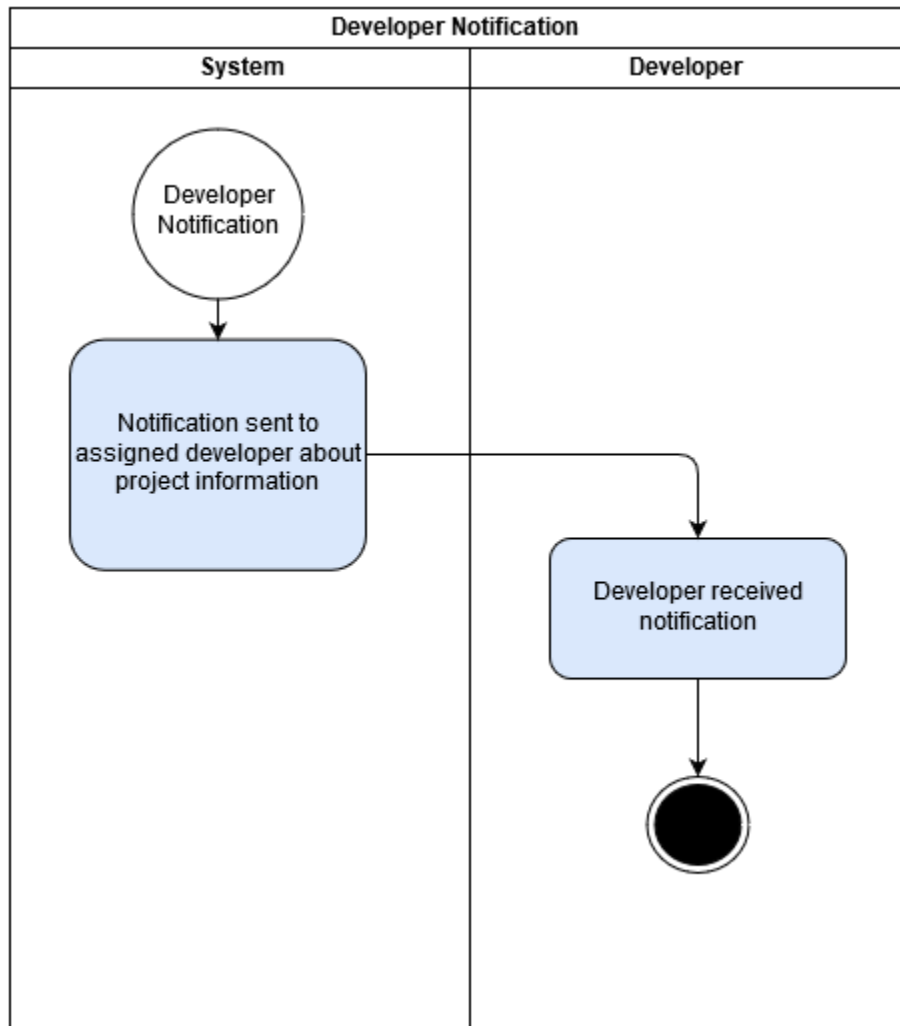 Developer Notification
System
Developer
Developer
Notification
Notification sent to
assigned developer about
project information
Developer received
notification